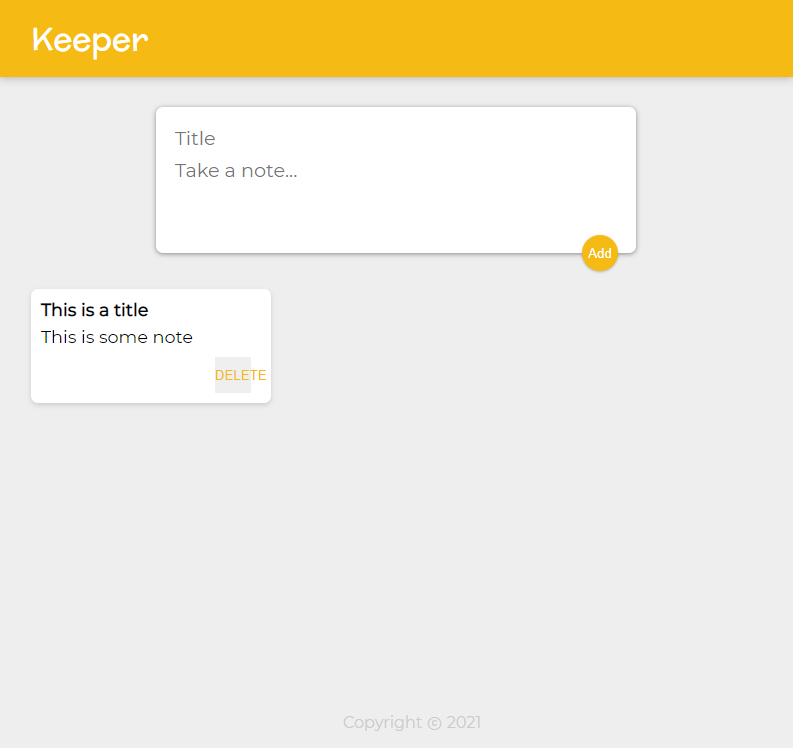 Keeper
Title
Take a note...
Add
This is a title
This is some note
DELETE
Copyright © 2021